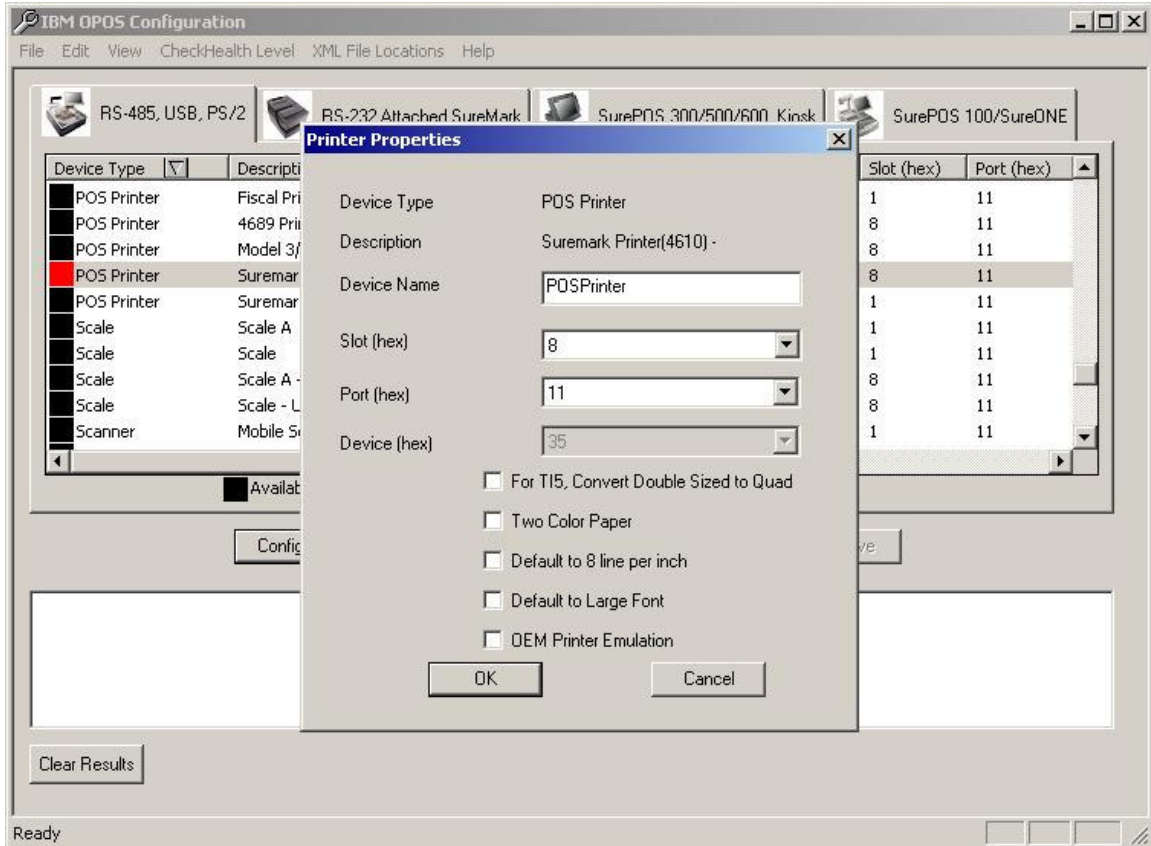 IBM OPOS Configuration
File Edit View CheckHealth Level XML File Locations Help
RS-485, USB, PS/2
RS-232 Attached SureMark
SurePOS 300/500/600, Kiosk
SurePOS 100/SureONE
Device Type Descripti Slot (hex) Port (hex)
POS Printer Fiscal Pri 1 11
POS Printer 4689 Prin 8 11
POS Printer Model 3/ 8 11
POS Printer Suremar 8 11
POS Printer Suremar 1 11
Scale Scale A 1 11
Scale Scale 1 11
Scale Scale A - 8 11
Scale Scale - U 8 11
Scanner Mobile 1 11
Availab
Config
ve
Printer Properties
Device Type POS Printer
Description Suremark Printer(4610) -
Device Name POSPrinter
Slot (hex) 8
Port (hex) 11
Device (hex) 35
For TI5, Convert Double Sized to Quad
Two Color Paper
Default to 8 line per inch
Default to Large Font
OEM Printer Emulation
OK Cancel
Clear Results
Ready